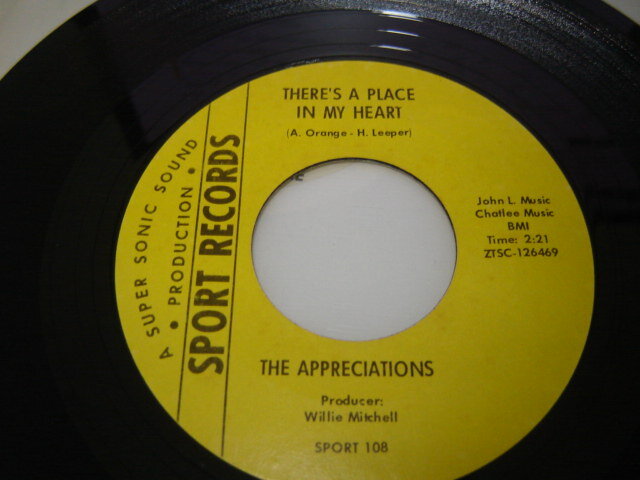 THERE'S A PLACE
IN MY HEART
(A. Orange - H. Leeper)
A SUPER SONIC SOUND
• PRODUCTION •
SPORT RECORDS
John L. Music
Chatlee Music
BMI
Time: 2:21
ZTSC-126469
THE APPRECIATIONS
Producer:
Willie Mitchell
SPORT 108